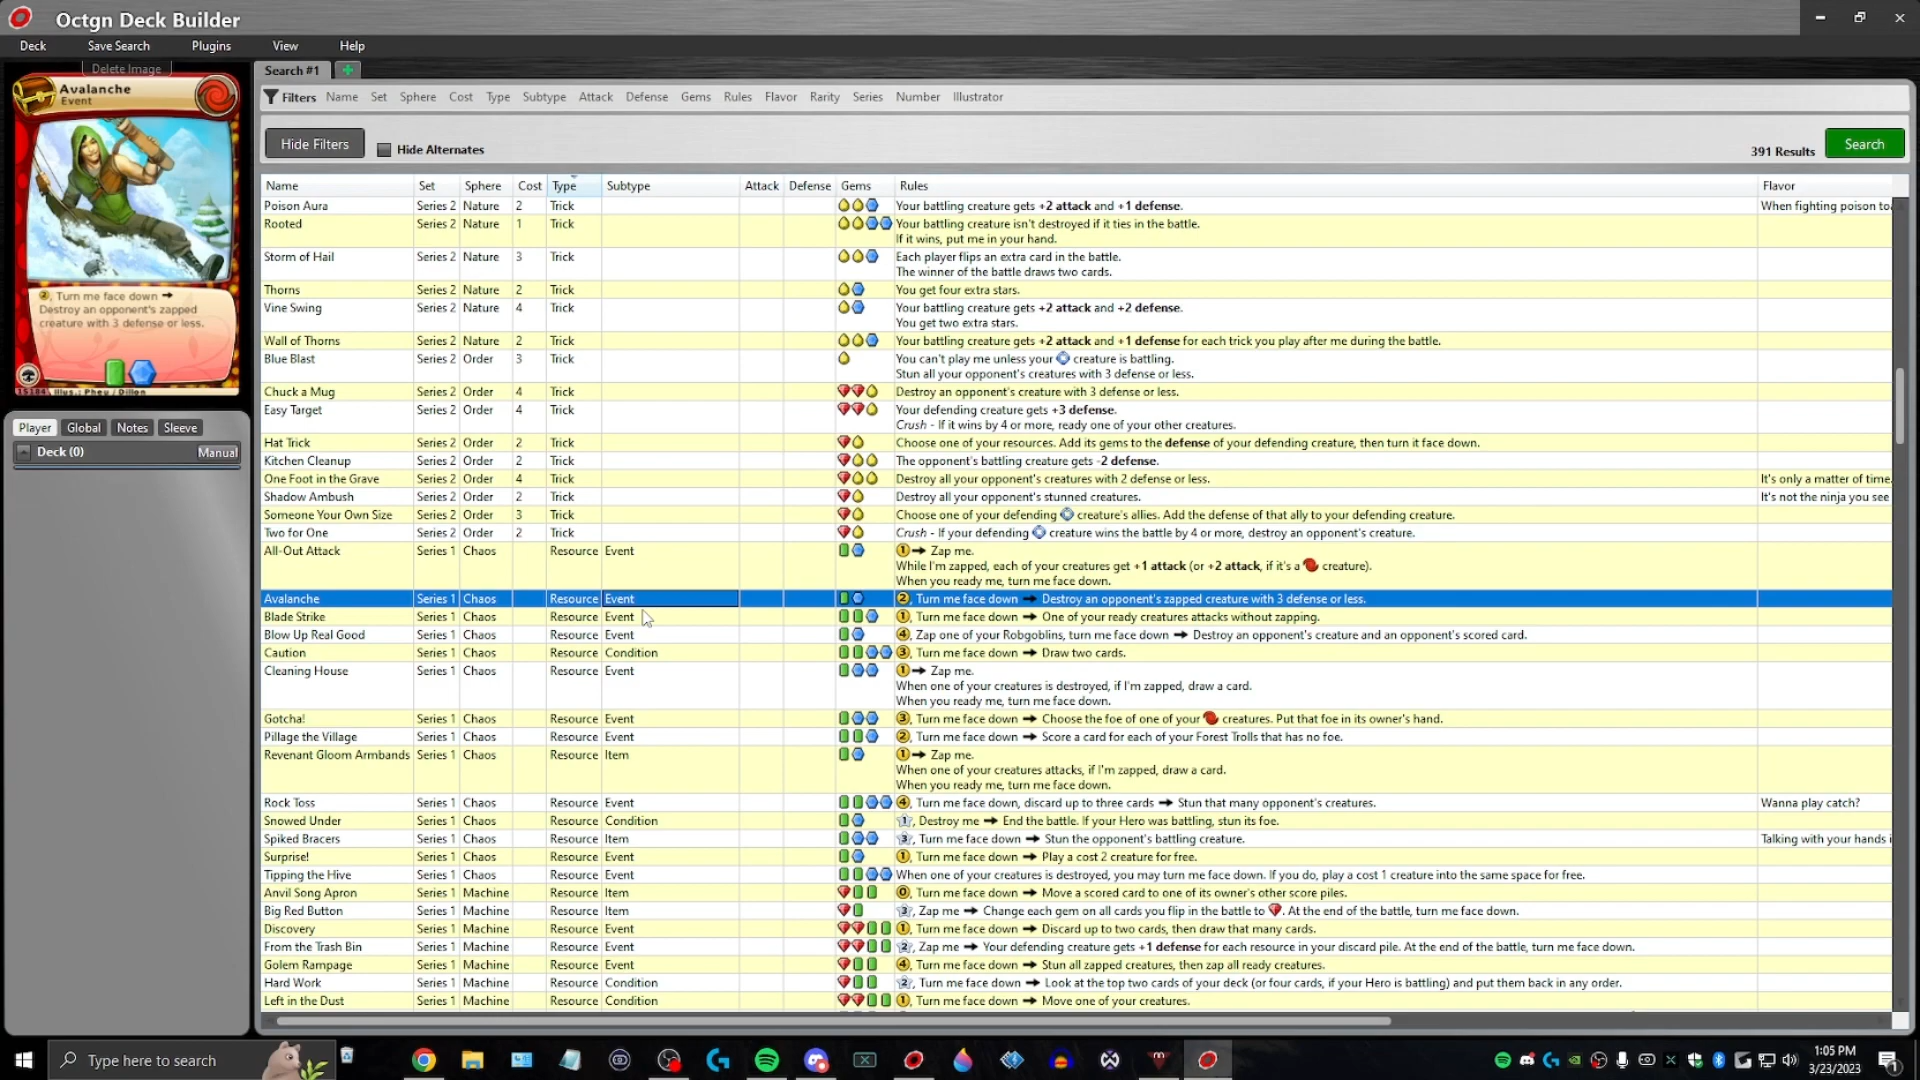 Octgn Deck Builder
Deck Save Search Plugins View Help
Delete Image
Avalanche
Event
2, Turn me face down ➡
Destroy an opponent's zapped
creature with 3 defense or less.
Illus.: Pheu / Dillon
Player Global Notes Sleeve
Deck (0) Manual
Search #1
Filters Name Set Sphere Cost Type Subtype Attack Defense Gems Rules Flavor Rarity Series Number Illustrator
Hide Filters Hide Alternates 391 Results Search
Name Set Sphere Cost Type Subtype Attack Defense Gems Rules Flavor
Poison Aura Series 2 Nature 2 Trick Your battling creature gets +2 attack and +1 defense. When fighting poison to
Rooted Series 2 Nature 1 Trick Your battling creature isn't destroyed if it ties in the battle.
If it wins, put me in your hand.
Storm of Hail Series 2 Nature 3 Trick Each player flips an extra card in the battle.
The winner of the battle draws two cards.
Thorns Series 2 Nature 2 Trick You get four extra stars.
Vine Swing Series 2 Nature 4 Trick Your battling creature gets +2 attack and +2 defense.
You get two extra stars.
Wall of Thorns Series 2 Nature 2 Trick Your battling creature gets +2 attack and +1 defense for each trick you play after me during the battle.
Blue Blast Series 2 Order 3 Trick You can't play me unless your creature is battling.
Stun all your opponent's creatures with 3 defense or less.
Chuck a Mug Series 2 Order 4 Trick Destroy an opponent's creature with 3 defense or less.
Easy Target Series 2 Order 4 Trick Your defending creature gets +3 defense.
Crush - If it wins by 4 or more, ready one of your other creatures.
Hat Trick Series 2 Order 2 Trick Choose one of your resources. Add its gems to the defense of your defending creature, then turn it face down.
Kitchen Cleanup Series 2 Order 2 Trick The opponent's battling creature gets -2 defense.
One Foot in the Grave Series 2 Order 4 Trick Destroy all your opponent's creatures with 2 defense or less. It's only a matter of time.
Shadow Ambush Series 2 Order 2 Trick Destroy all your opponent's stunned creatures. It's not the ninja you see
Someone Your Own Size Series 2 Order 3 Trick Choose one of your defending creature's allies. Add the defense of that ally to your defending creature.
Two for One Series 2 Order 2 Trick Crush - If your defending creature wins the battle by 4 or more, destroy an opponent's creature.
All-Out Attack Series 1 Chaos Resource Event 1 ➡ Zap me.
While I'm zapped, each of your creatures get +1 attack (or +2 attack, if it's a creature).
When you ready me, turn me face down.
Avalanche Series 1 Chaos Resource Event 2, Turn me face down ➡ Destroy an opponent's zapped creature with 3 defense or less.
Blade Strike Series 1 Chaos Resource Event 1, Turn me face down ➡ One of your ready creatures attacks without zapping.
Blow Up Real Good Series 1 Chaos Resource Event 4, Zap one of your Robgoblins, turn me face down ➡ Destroy an opponent's creature and an opponent's scored card.
Caution Series 1 Chaos Resource Condition 3, Turn me face down ➡ Draw two cards.
Cleaning House Series 1 Chaos Resource Event 1 ➡ Zap me.
When one of your creatures is destroyed, if I'm zapped, draw a card.
When you ready me, turn me face down.
Gotcha! Series 1 Chaos Resource Event 3, Turn me face down ➡ Choose the foe of one of your creatures. Put that foe in its owner's hand.
Pillage the Village Series 1 Chaos Resource Event 2, Turn me face down ➡ Score a card for each of your Forest Trolls that has no foe.
Revenant Gloom Armbands Series 1 Chaos Resource Item 1 ➡ Zap me.
When one of your creatures attacks, if I'm zapped, draw a card.
When you ready me, turn me face down.
Rock Toss Series 1 Chaos Resource Event 4, Turn me face down, discard up to three cards ➡ Stun that many opponent's creatures. Wanna play catch?
Snowed Under Series 1 Chaos Resource Condition 1, Destroy me ➡ End the battle. If your Hero was battling, stun its foe.
Spiked Bracers Series 1 Chaos Resource Item 3, Turn me face down ➡ Stun the opponent's battling creature. Talking with your hands i
Surprise! Series 1 Chaos Resource Event 1, Turn me face down ➡ Play a cost 2 creature for free.
Tipping the Hive Series 1 Chaos Resource Event When one of your creatures is destroyed, you may turn me face down. If you do, play a cost 1 creature into the same space for free.
Anvil Song Apron Series 1 Machine Resource Item 0, Turn me face down ➡ Move a scored card to one of its owner's other score piles.
Big Red Button Series 1 Machine Resource Item 3, Zap me ➡ Change each gem on all cards you flip in the battle to . At the end of the battle, turn me face down.
Discovery Series 1 Machine Resource Event 1, Turn me face down ➡ Discard up to two cards, then draw that many cards.
From the Trash Bin Series 1 Machine Resource Event 2, Zap me ➡ Your defending creature gets +1 defense for each resource in your discard pile. At the end of the battle, turn me face down.
Golem Rampage Series 1 Machine Resource Event 4, Turn me face down ➡ Stun all zapped creatures, then zap all ready creatures.
Hard Work Series 1 Machine Resource Condition 2, Turn me face down ➡ Look at the top two cards of your deck (or four cards, if your Hero is battling) and put them back in any order.
Left in the Dust Series 1 Machine Resource Condition 1, Turn me face down ➡ Move one of your creatures.
Type here to search
1:05 PM
3/23/2023
1